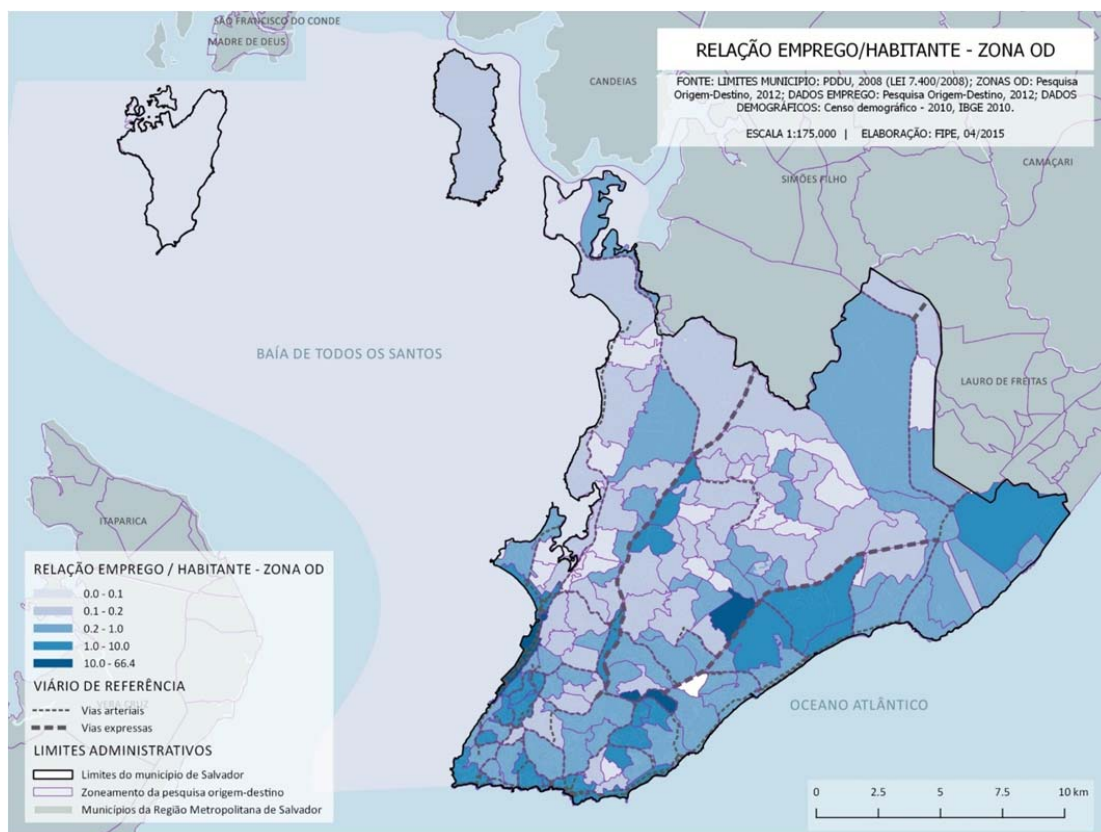 SÃO FRANCISCO DO CONDE
MADRE DE DEUS
CANDEIAS
RELAÇÃO EMPREGO/HABITANTE - ZONA OD
FONTE: LIMITES MUNICIPIO: PDDU, 2008 (LEI 7.400/2008); ZONAS OD: Pesquisa
Origem-Destino, 2012; DADOS EMPREGO: Pesquisa Origem-Destino, 2012; DADOS
DEMOGRÁFICOS: Censo demográfico - 2010, IBGE 2010.
ESCALA 1:175.000 | ELABORAÇÃO: FIPE, 04/2015
CAMAÇARI
SIMÕES FILHO
BAÍA DE TODOS OS SANTOS
LAURO DE FREITAS
ITAPARICA
RELAÇÃO EMPREGO / HABITANTE - ZONA OD
0.0 - 0.1
0.1 - 0.2
0.2 - 1.0
1.0 - 10.0
10.0 - 66.4
VIÁRIO DE REFERÊNCIA
VERA CRUZ
Vias arteriais
Vias expressas
OCEANO ATLÂNTICO
LIMITES ADMINISTRATIVOS
Limites do município de Salvador
Zoneamento da pesquisa origem-destino
Municípios da Região Metropolitana de Salvador
0 2.5 5 7.5 10 km